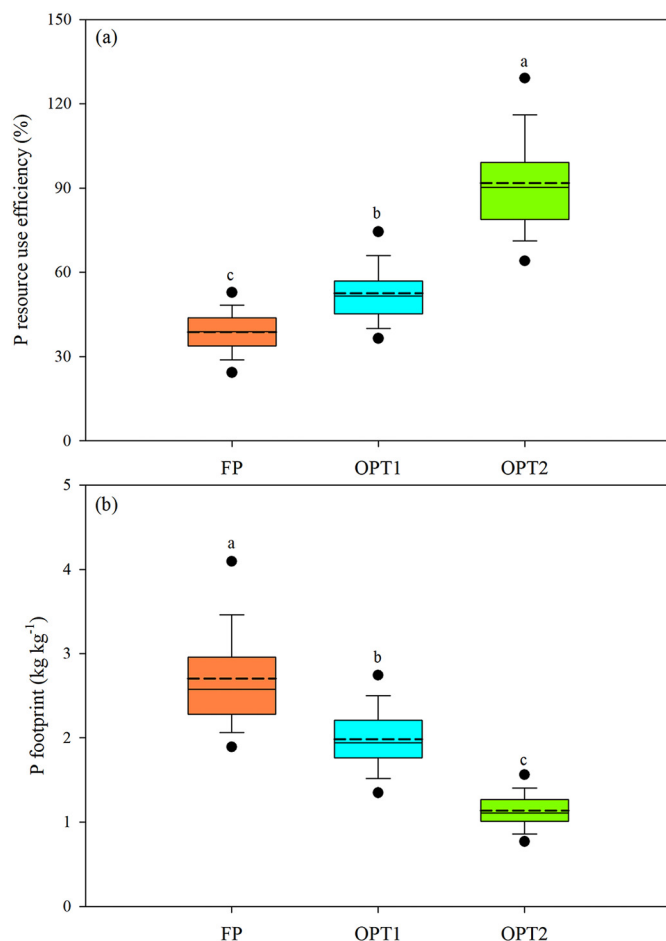 150
(a)
a
120
90
b
60
c
30
0
P resource use efficiency (%)
FP OPT1 OPT2
5
(b)
a
4
b
3
2
c
1
0
P footprint (kg kg⁻¹)
FP OPT1 OPT2